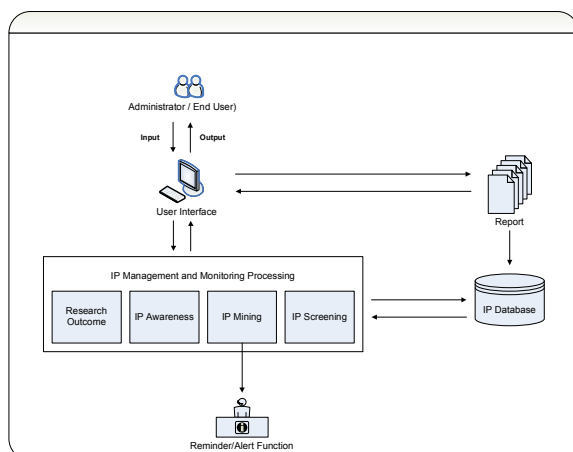 Administrator / End User)
Input
Output
User Interface
Report
IP Management and Monitoring Processing
Research
Outcome
IP Awareness
IP Mining
IP Screening
IP Database
Reminder/Alert Function